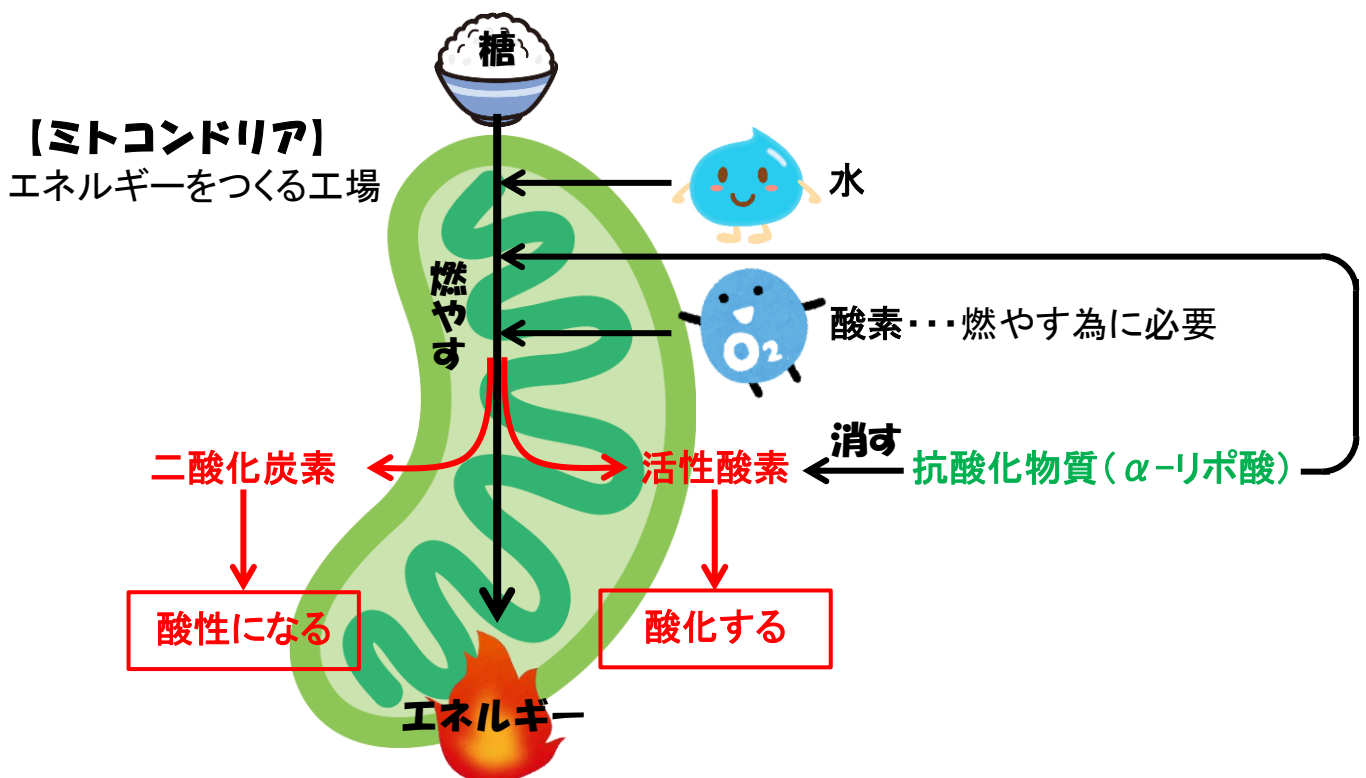 糖
【ミトコンドリア】
エネルギーをつくる工場
水
燃やす
酸素・・・燃やす為に必要
O2
消す
二酸化炭素
活性酸素
抗酸化物質(α-リポ酸)
酸性になる
酸化する
エネルギー